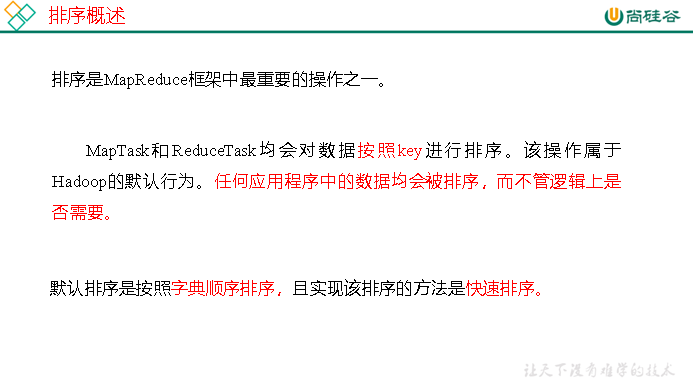 排序概述
尚硅谷
排序是MapReduce框架中最重要的操作之一。
MapTask和ReduceTask均会对数据按照key进行排序。该操作属于
Hadoop的默认行为。任何应用程序中的数据均会被排序，而不管逻辑上是
否需要。
默认排序是按照字典顺序排序，且实现该排序的方法是快速排序。
让天下没有难学的技术